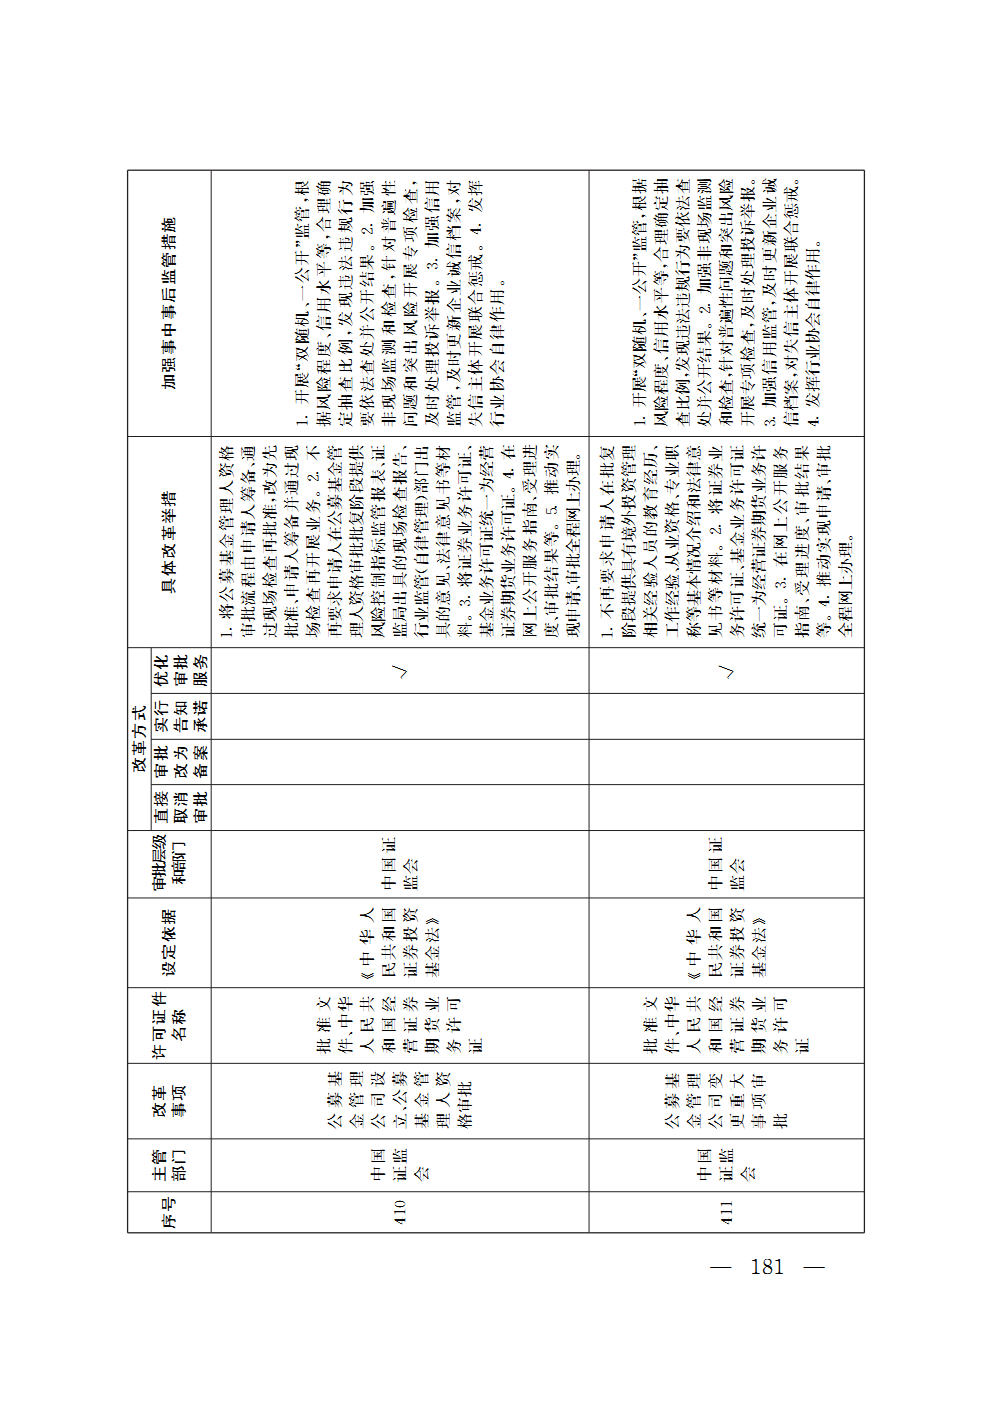 序号
主管
部门
改革
事项
许可证件
名称
设定依据
审批层级
和部门
改革方式
直接
取消
审批
审批
改为
备案
实行
告知
承诺
优化
审批
服务
具体改革举措
加强事中事后监管措施
410
中国
证监
会
公募基
金管理
公司设
立、公募
基金管
理人资
格审批
批准文
件、中华
人民共
和国经
营证券
期货业
务许可
证
《中华人
民共和国
证券投资
基金法》
中国证
监会
√
1. 将公募基金管理人资格
审批流程由申请人筹备、通
过现场检查再批准,改为先
批准、申请人筹备并通过现
场检查再开展业务。2. 不
再要求申请人在公募基金管
理人资格审批批复阶段提供
风险控制指标监管报表、证
监局出具的现场检查报告、
行业监管(自律管理)部门出
具的意见、法律意见书等材
料。3. 将证券业务许可证、
基金业务许可证统一为经营
证券期货业务许可证。4. 在
网上公开服务指南、受理进
度、审批结果等。5. 推动实
现申请、审批全程网上办理。
1. 开展“双随机、一公开”监管,根
据风险程度、信用水平等,合理确
定抽查比例,发现违法违规行为
要依法查处并公开结果。2. 加强
非现场监测和检查,针对普遍性
问题和突出风险开展专项检查,
及时处理投诉举报。3. 加强信用
监管,及时更新企业诚信档案,对
失信主体开展联合惩戒。4. 发挥
行业协会自律作用。
411
中国
证监
会
公募基
金管理
公司变
更重大
事项审
批
批准文
件、中华
人民共
和国经
营证券
期货业
务许可
证
《中华人
民共和国
证券投资
基金法》
中国证
监会
√
1. 不再要求申请人在批复
阶段提供具有境外投资管理
相关经验人员的教育经历、
工作经验、从业资格、专业职
称等基本情况介绍和法律意
见书等材料。2. 将证券业
务许可证、基金业务许可证
统一为经营证券期货业务许
可证。3. 在网上公开服务
指南、受理进度、审批结果
等。4. 推动实现申请、审批
全程网上办理。
1. 开展“双随机、一公开”监管,根据
风险程度、信用水平等,合理确定抽
查比例,发现违法违规行为要依法查
处并公开结果。2. 加强非现场监测
和检查,针对普遍性问题和突出风险
开展专项检查,及时处理投诉举报。
3. 加强信用监管,及时更新企业诚
信档案,对失信主体开展联合惩戒。
4. 发挥行业协会自律作用。
— 181 —